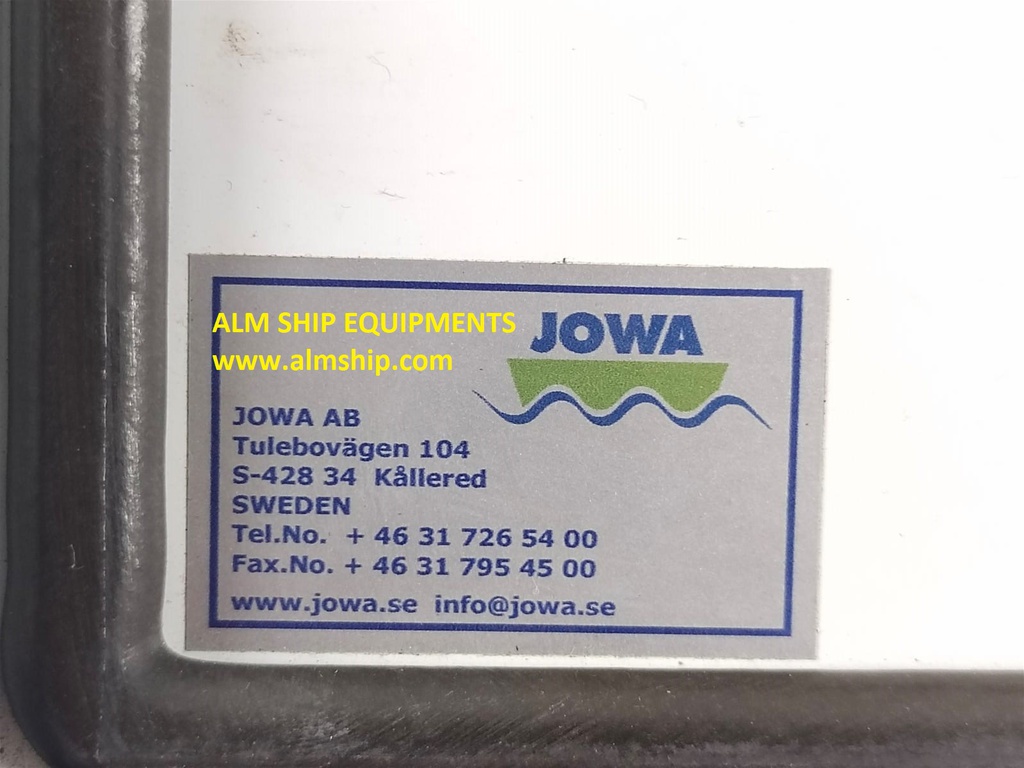 ALM SHIP EQUIPMENTS
www.almship.com
JOWA
JOWA AB
Tulebovägen 104
S-428 34 Kållered
SWEDEN
Tel.No. + 46 31 726 54 00
Fax.No. + 46 31 795 45 00
www.jowa.se info@jowa.se